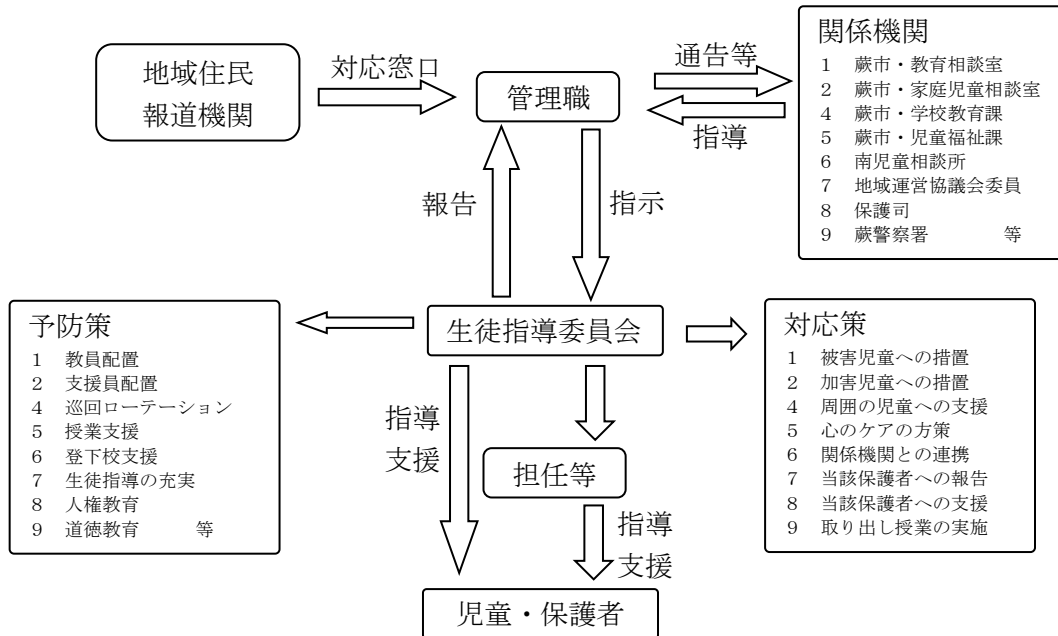 地域住民
報道機関
対応窓口
管理職
通告等
指導
関係機関
1 蕨市・教育相談室
2 蕨市・家庭児童相談室
4 蕨市・学校教育課
5 蕨市・児童福祉課
6 南児童相談所
7 地域運営協議会委員
8 保護司
9 蕨警察署 等
報告
指示
予防策
1 教員配置
2 支援員配置
4 巡回ローテーション
5 授業支援
6 登下校支援
7 生徒指導の充実
8 人権教育
9 道徳教育 等
生徒指導委員会
対応策
1 被害児童への措置
2 加害児童への措置
4 周囲の児童への支援
5 心のケアの方策
6 関係機関との連携
7 当該保護者への報告
8 当該保護者への支援
9 取り出し授業の実施
指導
支援
担任等
指導
支援
児童・保護者